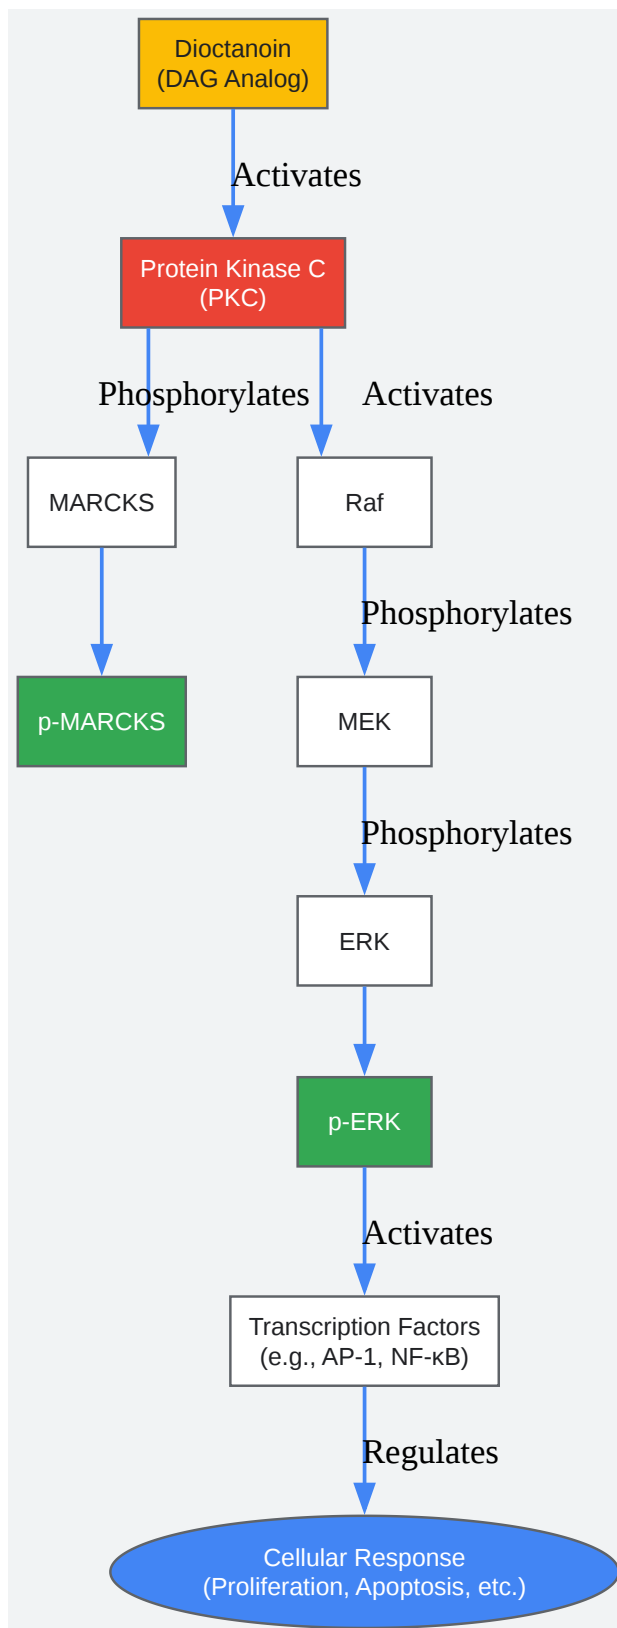 Dioctanoin
(DAG Analog)
Activates
Protein Kinase C
(PKC)
Phosphorylates
Activates
MARCKS
Raf
Phosphorylates
p-MARCKS
MEK
Phosphorylates
ERK
p-ERK
Activates
Transcription Factors
(e.g., AP-1, NF-κB)
Regulates
Cellular Response
(Proliferation, Apoptosis, etc.)